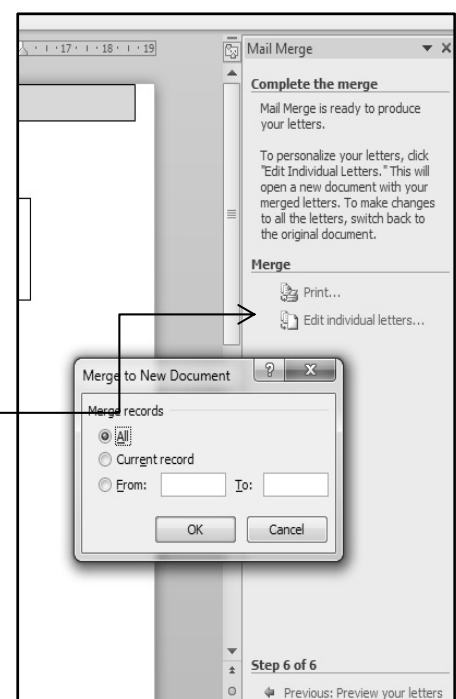 17 · 18 · 19
Mail Merge
Complete the merge
Mail Merge is ready to produce
your letters.
To personalize your letters, click
"Edit Individual Letters." This will
open a new document with your
merged letters. To make changes
to all the letters, switch back to
the original document.
Merge
Print...
Edit individual letters...
Merge to New Document
Merge records
All
Current record
From: To:
OK Cancel
Step 6 of 6
Previous: Preview your letters